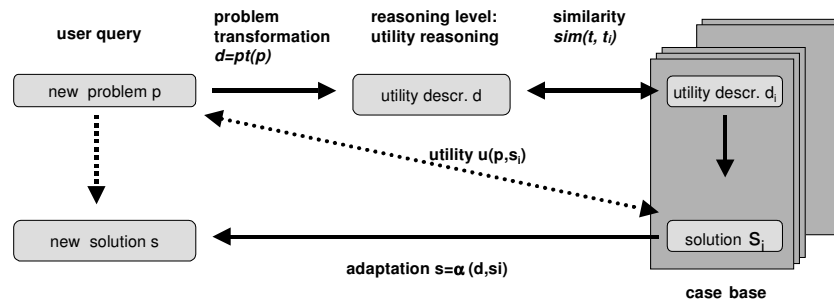 user query
problem
transformation
d=pt(p)
reasoning level:
utility reasoning
similarity
sim(t, ti)
new problem p
utility descr. d
utility descr. di
utility u(p,si)
new solution s
solution Si
adaptation s=α (d,si)
case base